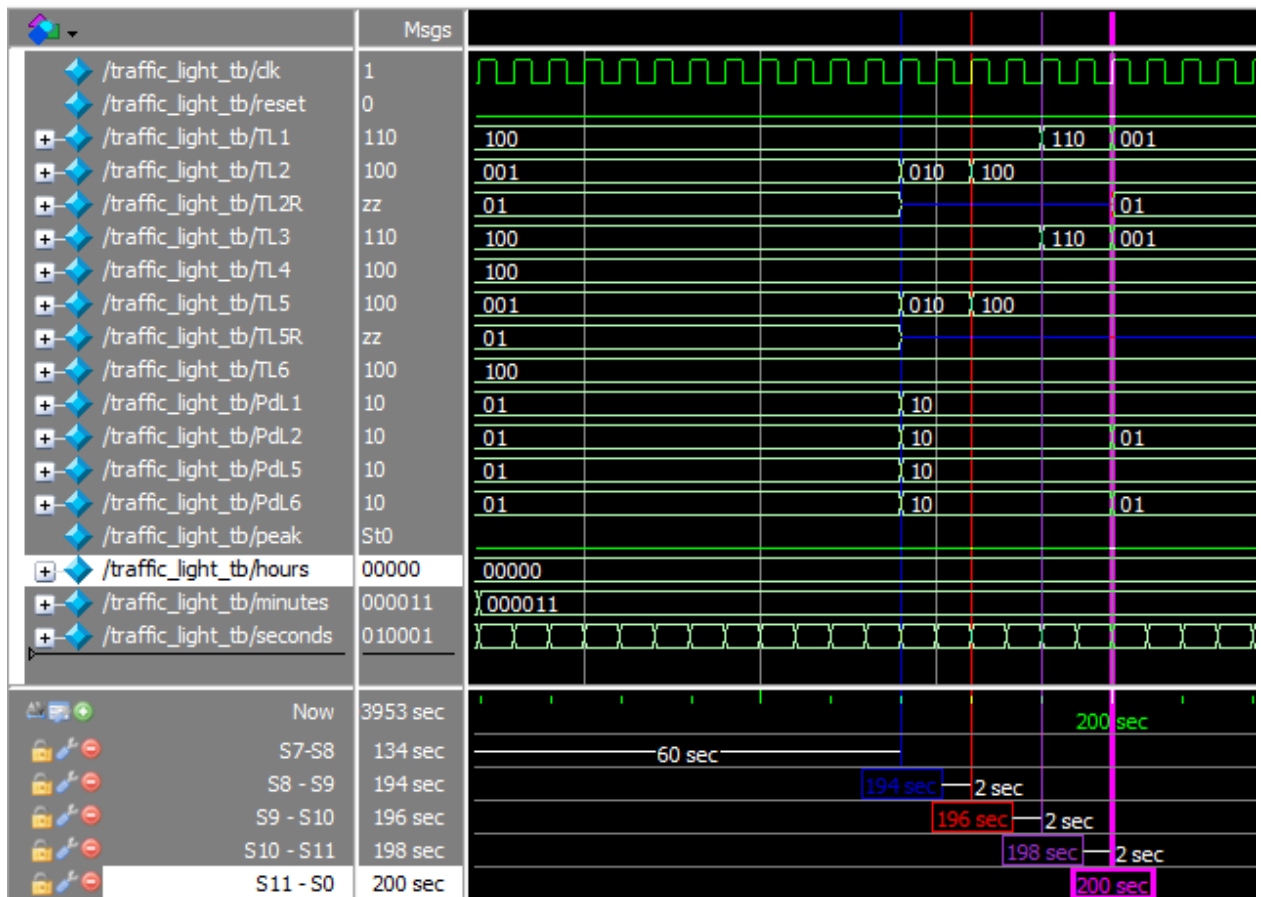 Msgs
/traffic_light_tb/clk 1
/traffic_light_tb/reset 0
/traffic_light_tb/TL1 110 100 110 001
/traffic_light_tb/TL2 100 001 010 100
/traffic_light_tb/TL2R zz 01 01
/traffic_light_tb/TL3 110 100 110 001
/traffic_light_tb/TL4 100 100
/traffic_light_tb/TL5 100 001 010 100
/traffic_light_tb/TL5R zz 01
/traffic_light_tb/TL6 100 100
/traffic_light_tb/PdL1 10 01 10
/traffic_light_tb/PdL2 10 01 10 01
/traffic_light_tb/PdL5 10 01 10
/traffic_light_tb/PdL6 10 01 10 01
/traffic_light_tb/peak St0
/traffic_light_tb/hours 00000 00000
/traffic_light_tb/minutes 000011 000011
/traffic_light_tb/seconds 010001
Now 3953 sec 200 sec
S7-S8 134 sec 60 sec
S8 - S9 194 sec 194 sec 2 sec
S9 - S10 196 sec 196 sec 2 sec
S10 - S11 198 sec 198 sec 2 sec
S11 - S0 200 sec 200 sec